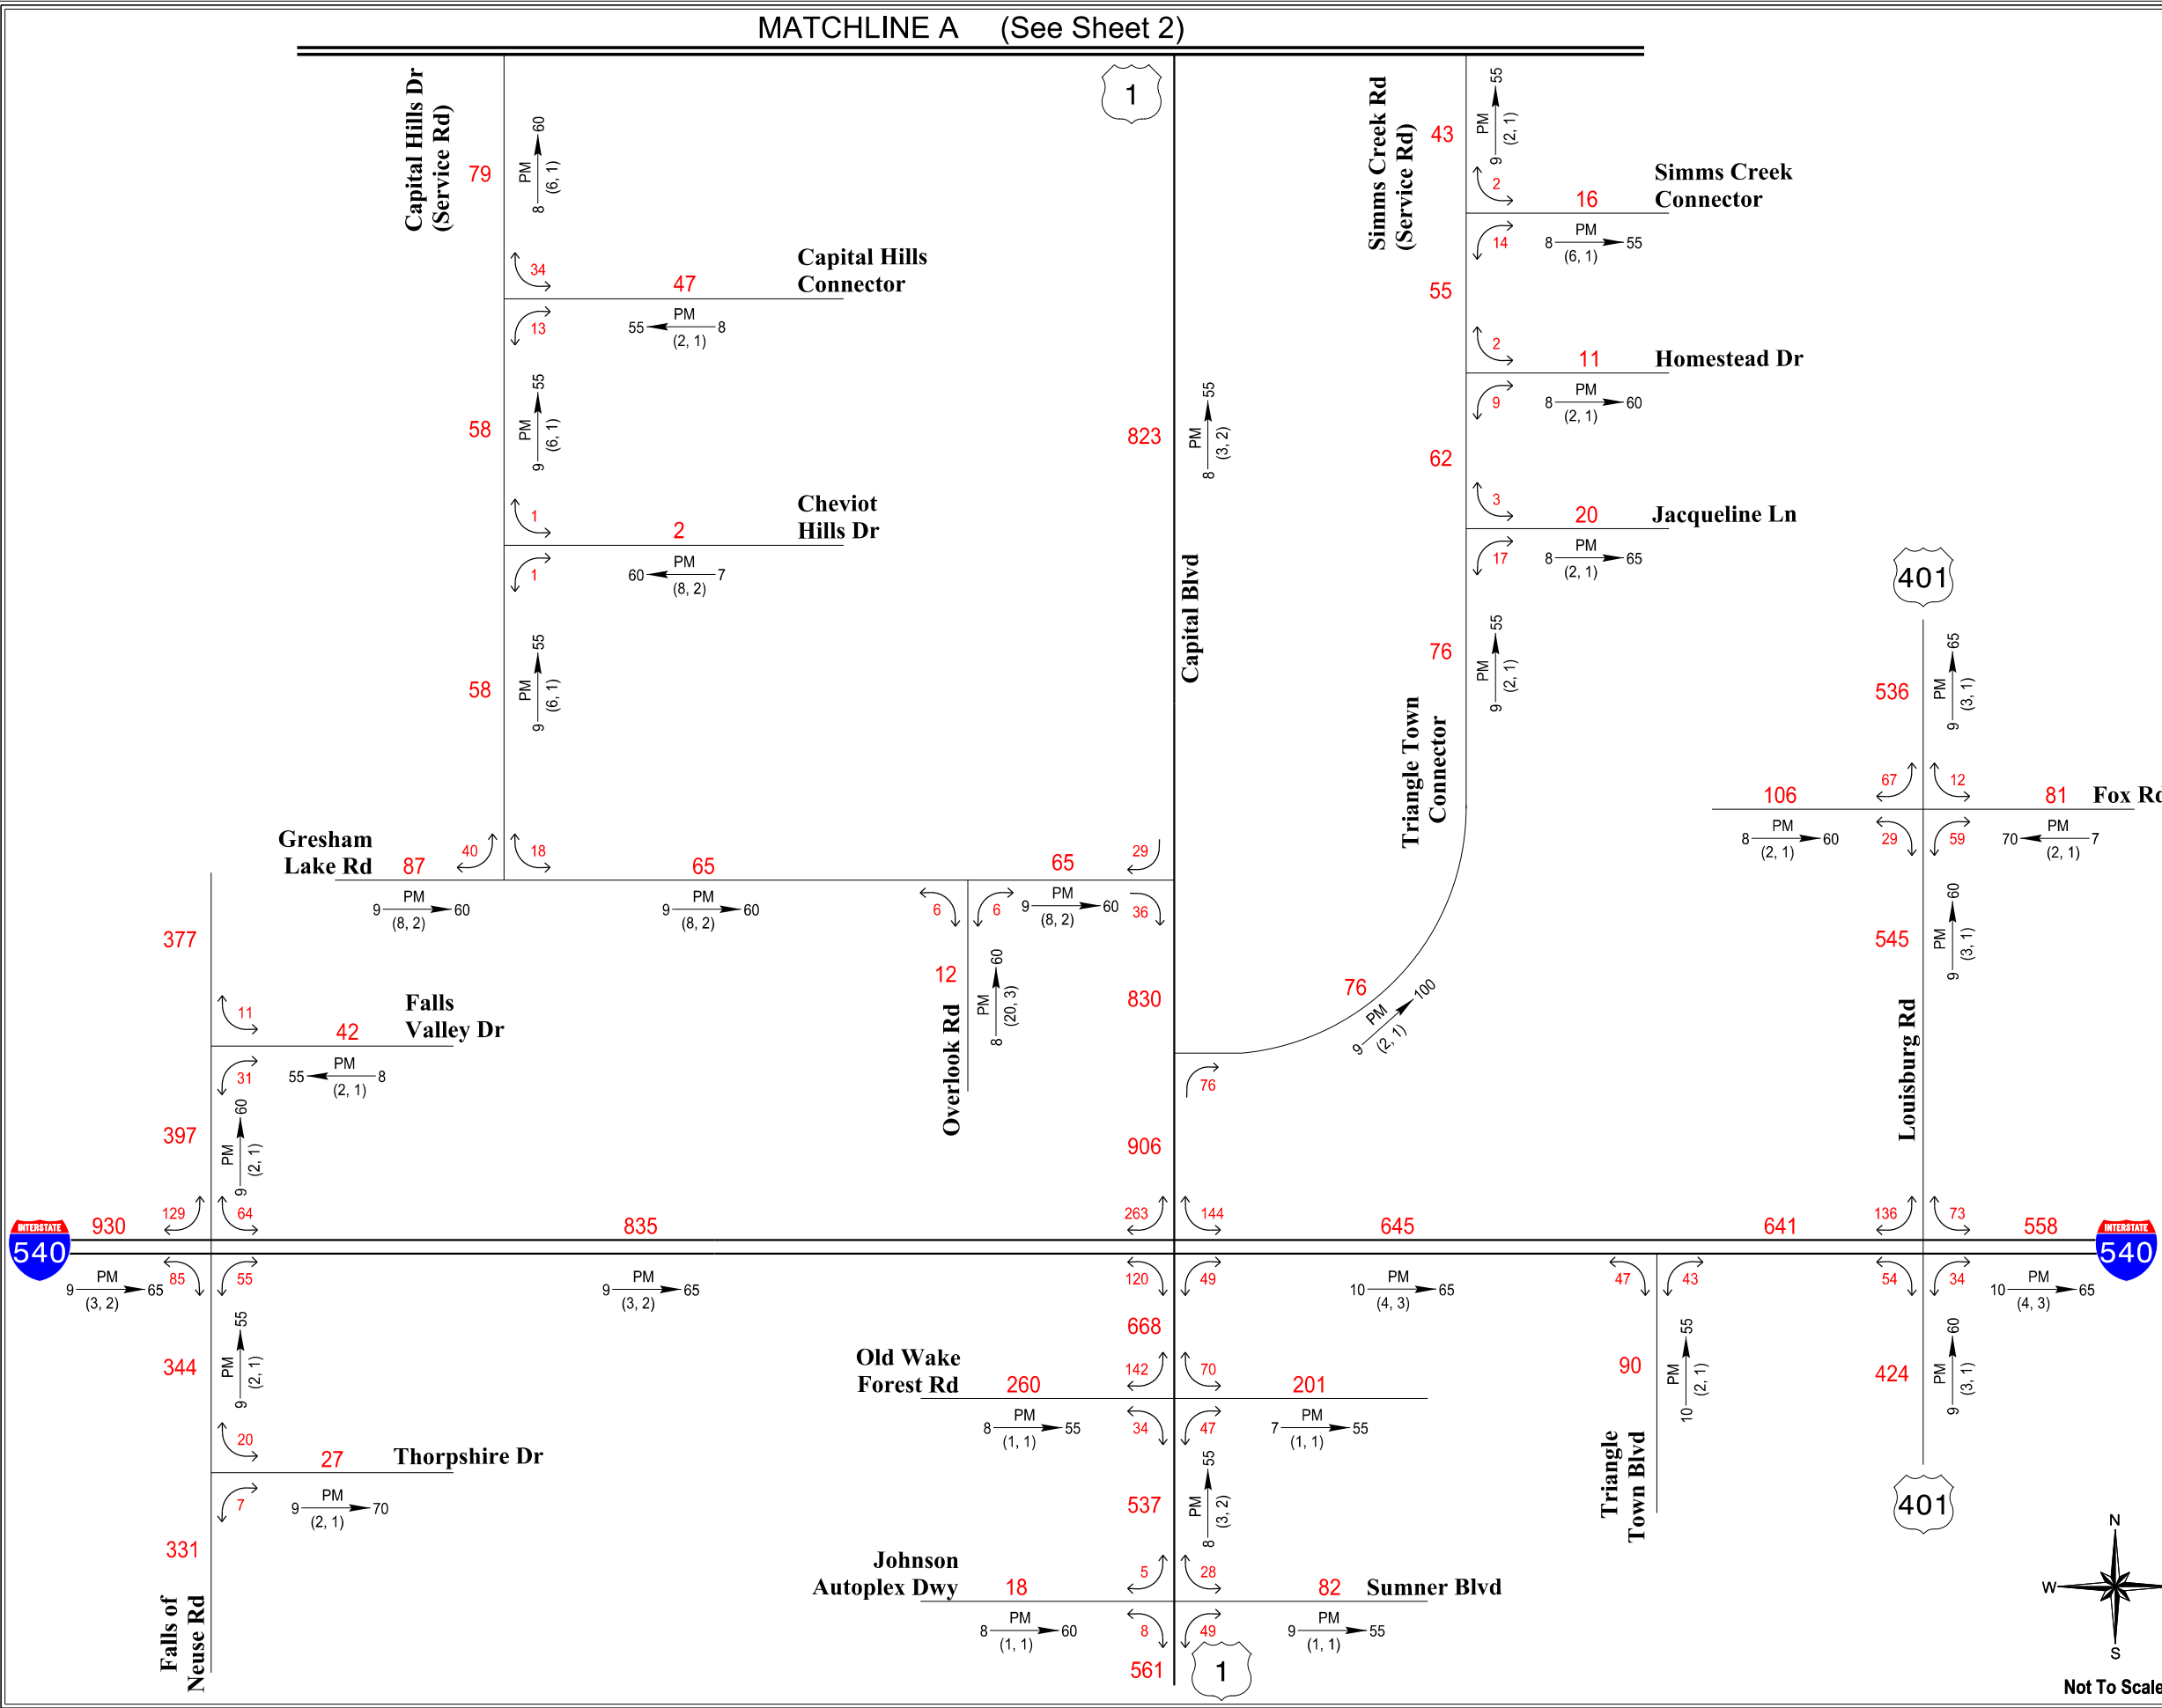 MATCHLINE A (See Sheet 2)
Capital Hills Dr
(Service Rd)
79
PM
8 60
(6, 1)
34
47
Capital Hills
Connector
PM
55 8
(2, 1)
13
58
PM
9 55
(6, 1)
1
2
Cheviot
Hills Dr
PM
60 7
(8, 2)
1
58
PM
9 55
(6, 1)
Gresham
Lake Rd
87
40
18
65
65
29
PM
9 60
(8, 2)
PM
9 60
(8, 2)
6
6
PM
9 60
(8, 2)
36
12
PM
8 60
(20, 3)
Overlook Rd
1
823
PM
8 55
(3, 2)
Capital Blvd
830
76
906
Simms Creek Rd
(Service Rd)
43
PM
9 55
(2, 1)
2
16
Simms Creek
Connector
14
PM
8 55
(6, 1)
55
2
11
Homestead Dr
9
PM
8 60
(2, 1)
62
3
20
Jacqueline Ln
17
PM
8 65
(2, 1)
76
PM
9 55
(2, 1)
Triangle Town
Connector
76
PM
9 100
(2, 1)
401
536
PM
9 65
(3, 1)
106
67
12
81
Fox Rd
PM
8 60
(2, 1)
29
59
PM
70 7
(2, 1)
545
PM
9 60
(3, 1)
Louisburg Rd
377
11
42
Falls
Valley Dr
31
PM
55 8
(2, 1)
397
PM
9 60
(2, 1)
INTERSTATE
540
930
129
64
835
263
144
645
641
136
73
558
INTERSTATE
540
PM
9 65
(3, 2)
85
55
PM
9 65
(3, 2)
120
49
PM
10 65
(4, 3)
47
43
54
34
PM
10 65
(4, 3)
344
PM
9 55
(2, 1)
20
27
Thorpshire Dr
7
PM
9 70
(2, 1)
331
Falls of
Neuse Rd
668
Old Wake
Forest Rd
260
142
70
201
PM
8 55
(1, 1)
34
47
PM
7 55
(1, 1)
537
PM
8 55
(3, 2)
Johnson
Autoplex Dwy
18
5
28
82
Sumner Blvd
PM
8 60
(1, 1)
8
49
PM
9 55
(1, 1)
561
1
90
PM
10 55
(2, 1)
Triangle
Town Blvd
424
PM
9 60
(3, 1)
401
N
W
S
Not To Scale